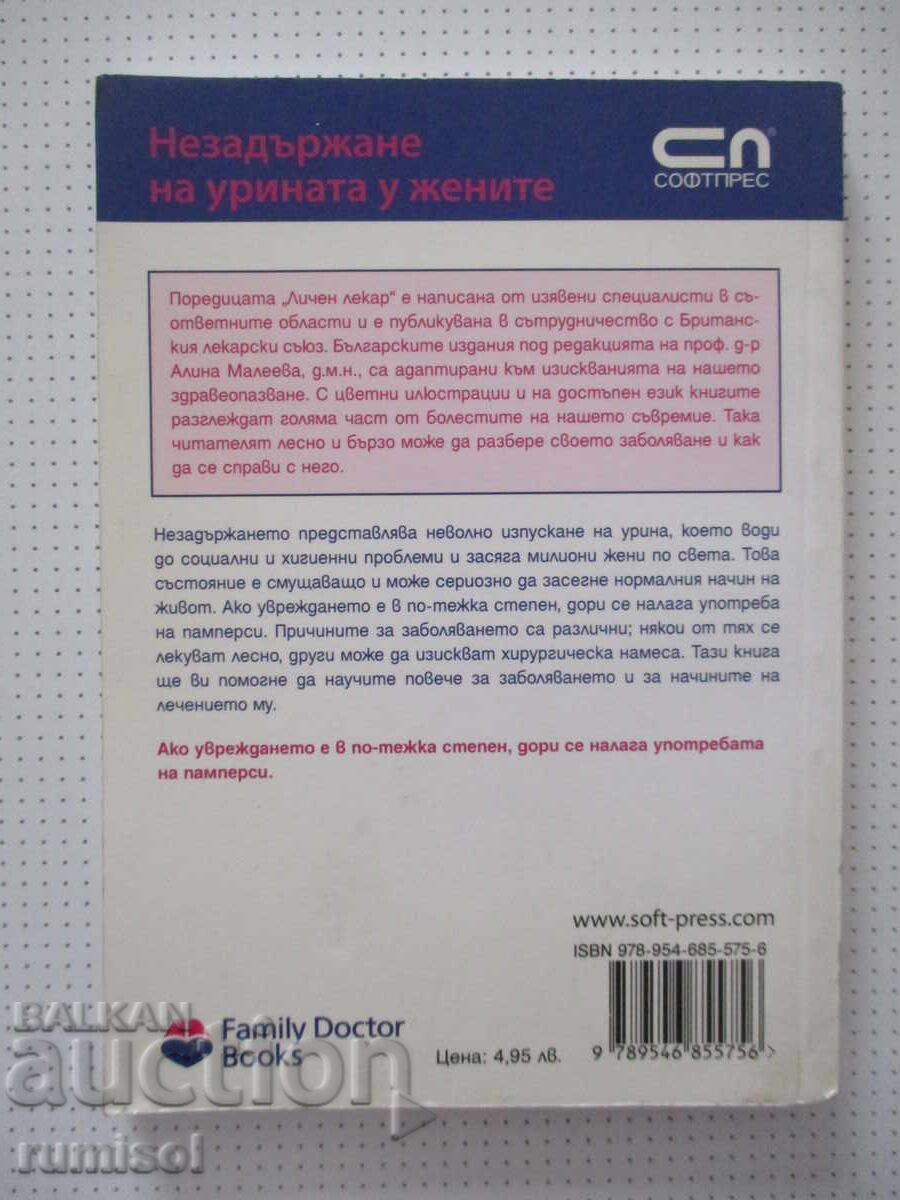 Незадържане
на урината у жените
СП®
СОФТПРЕС
Поредицата „Личен лекар“ е написана от изявени специалисти в съ-
ответните области и е публикувана в сътрудничество с Британс-
кия лекарски съюз. Българските издания под редакцията на проф. д-р
Алина Малеева, д.м.н., са адаптирани към изискванията на нашето
здравеопазване. С цветни илюстрации и на достъпен език книгите
разглеждат голяма част от болестите на нашето съвремие. Така
читателят лесно и бързо може да разбере своето заболяване и как
да се справи с него.
Незадържането представлява неволно изпускане на урина, което води
до социални и хигиенни проблеми и засяга милиони жени по света. Това
състояние е смущаващо и може сериозно да засегне нормалния начин на
живот. Ако увреждането е в по-тежка степен, дори се налага употреба
на памперси. Причините за заболяването са различни; някои от тях се
лекуват лесно, други може да изискват хирургическа намеса. Тази книга
ще ви помогне да научите повече за заболяването и за начините на
лечението му.
Ако увреждането е в по-тежка степен, дори се налага употребата
на памперси.
www.soft-press.com
ISBN 978-954-685-575-6
Family Doctor
Books
Цена: 4,95 лв.
9 789546 855756 >
BALKAN
auction
rumisol